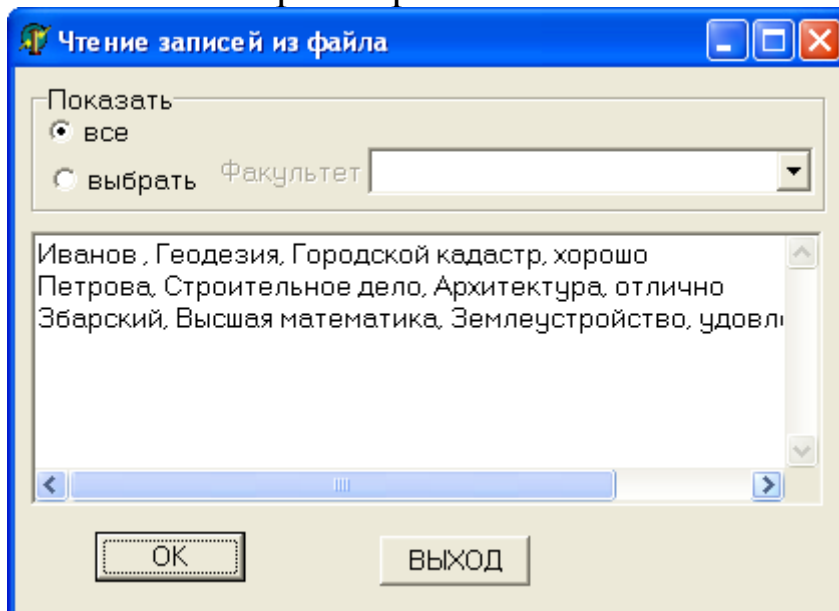 Чтение записей из файла
Показать
все
выбрать Факультет
Иванов , Геодезия, Городской кадастр, хорошо
Петрова, Строительное дело, Архитектура, отлично
Збарский, Высшая математика, Землеустройство,
OK ВЫХОД